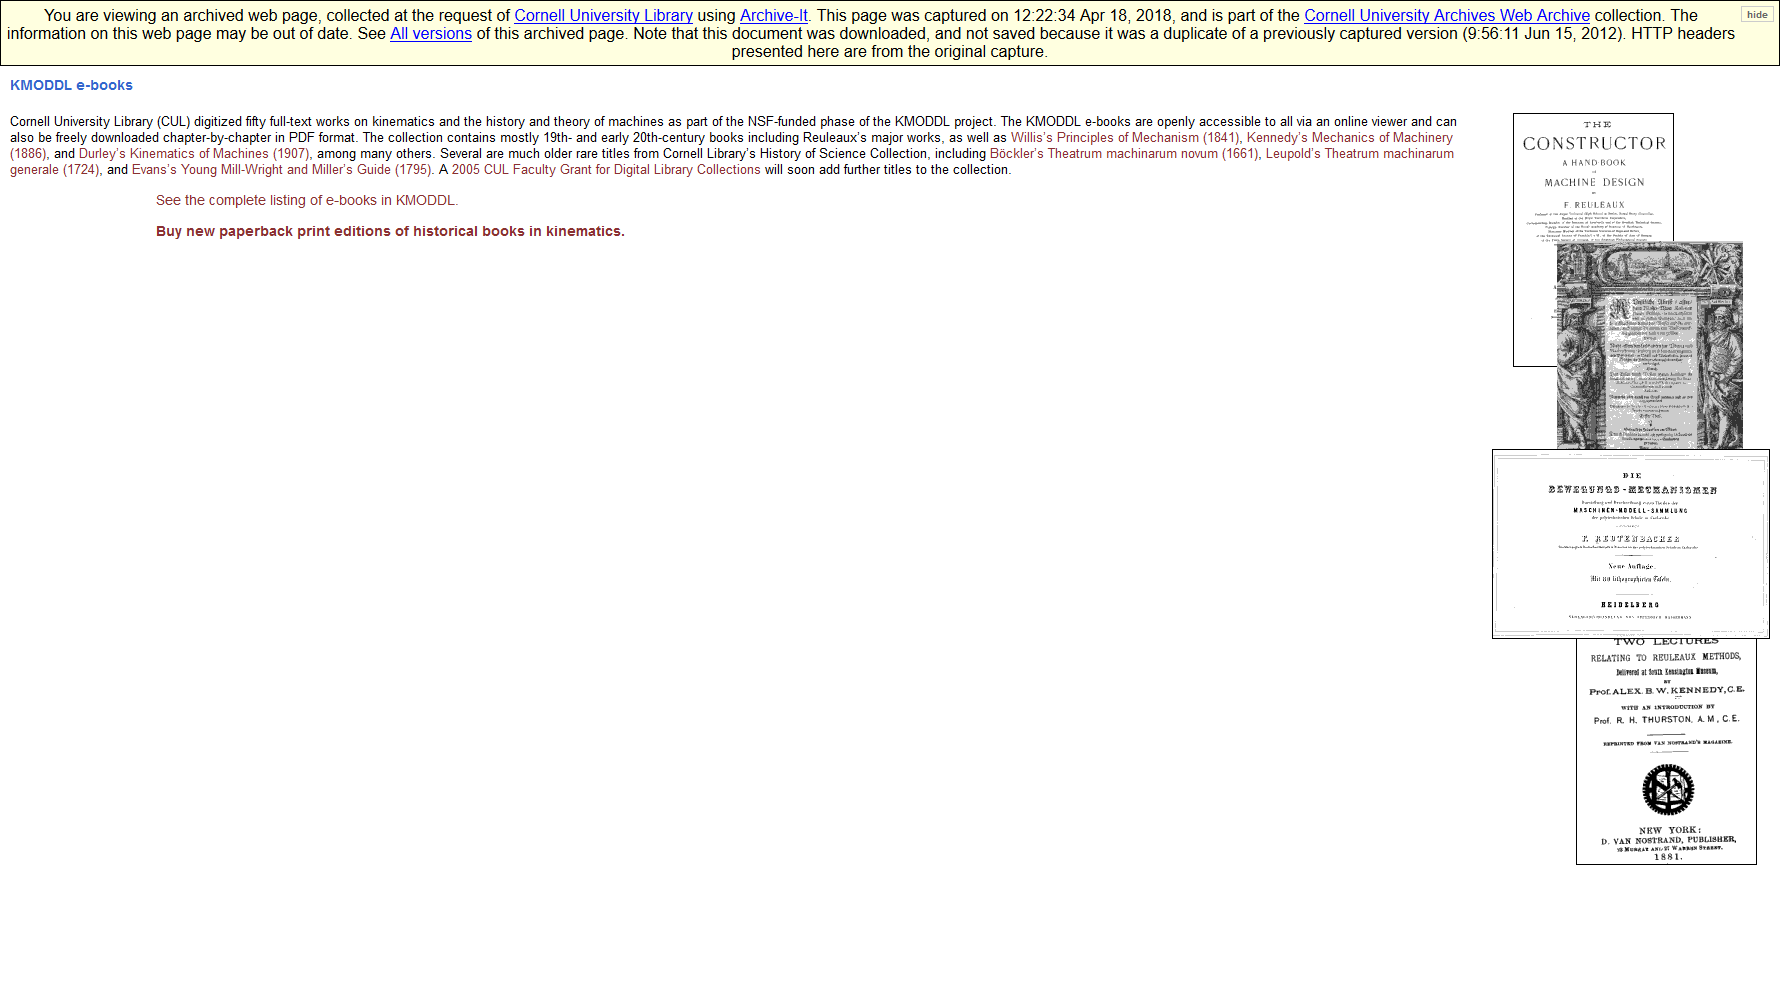 You are viewing an archived web page, collected at the request of Cornell University Library using Archive-It. This page was captured on 12:22:34 Apr 18, 2018, and is part of the Cornell University Archives Web Archive collection. The
hide
information on this web page may be out of date. See All versions of this archived page. Note that this document was downloaded, and not saved because it was a duplicate of a previously captured version (9:56:11 Jun 15, 2012). HTTP headers
presented here are from the original capture.
KMODDL e-books
Cornell University Library (CUL) digitized fifty full-text works on kinematics and the history and theory of machines as part of the NSF-funded phase of the KMODDL project. The KMODDL e-books are openly accessible to all via an online viewer and can
also be freely downloaded chapter-by-chapter in PDF format. The collection contains mostly 19th- and early 20th-century books including Reuleaux's major works, as well as Willis's Principles of Mechanism (1841), Kennedy's Mechanics of Machinery
(1886), and Durley's Kinematics of Machines (1907), among many others. Several are much older rare titles from Cornell Library's History of Science Collection, including Böckler's Theatrum machinarum novum (1661), Leupold's Theatrum machinarum
generale (1724), and Evans's Young Mill-Wright and Miller's Guide (1795). A 2005 CUL Faculty Grant for Digital Library Collections will soon add further titles to the collection.
See the complete listing of e-books in KMODDL.
Buy new paperback print editions of historical books in kinematics.
THE
CONSTRUCTOR
A HAND-BOOK
OF
MACHINE DESIGN
BY
F. REULEAUX
DIE
BEWEGUNGS-MECHANISMEN
MASCHINEN-MODELL-SAMMLUNG
der polytechnischen Schule in Carlsruhe
F. REDTENBACHER
Neue Auflage.
Mit 80 lithographirten Tafeln.
HEIDELBERG
TWO LECTURES
RELATING TO REULEAUX METHODS,
Delivered at South Kensington Museum,
BY
Prof. ALEX. B. W. KENNEDY, C.E.
WITH AN INTRODUCTION BY
Prof. R. H. THURSTON, A. M., C.E.
REPRINTED FROM VAN NOSTRAND'S MAGAZINE.
NEW YORK:
D. VAN NOSTRAND, PUBLISHER,
23 MURRAY AND 27 WARREN STREET.
1881.